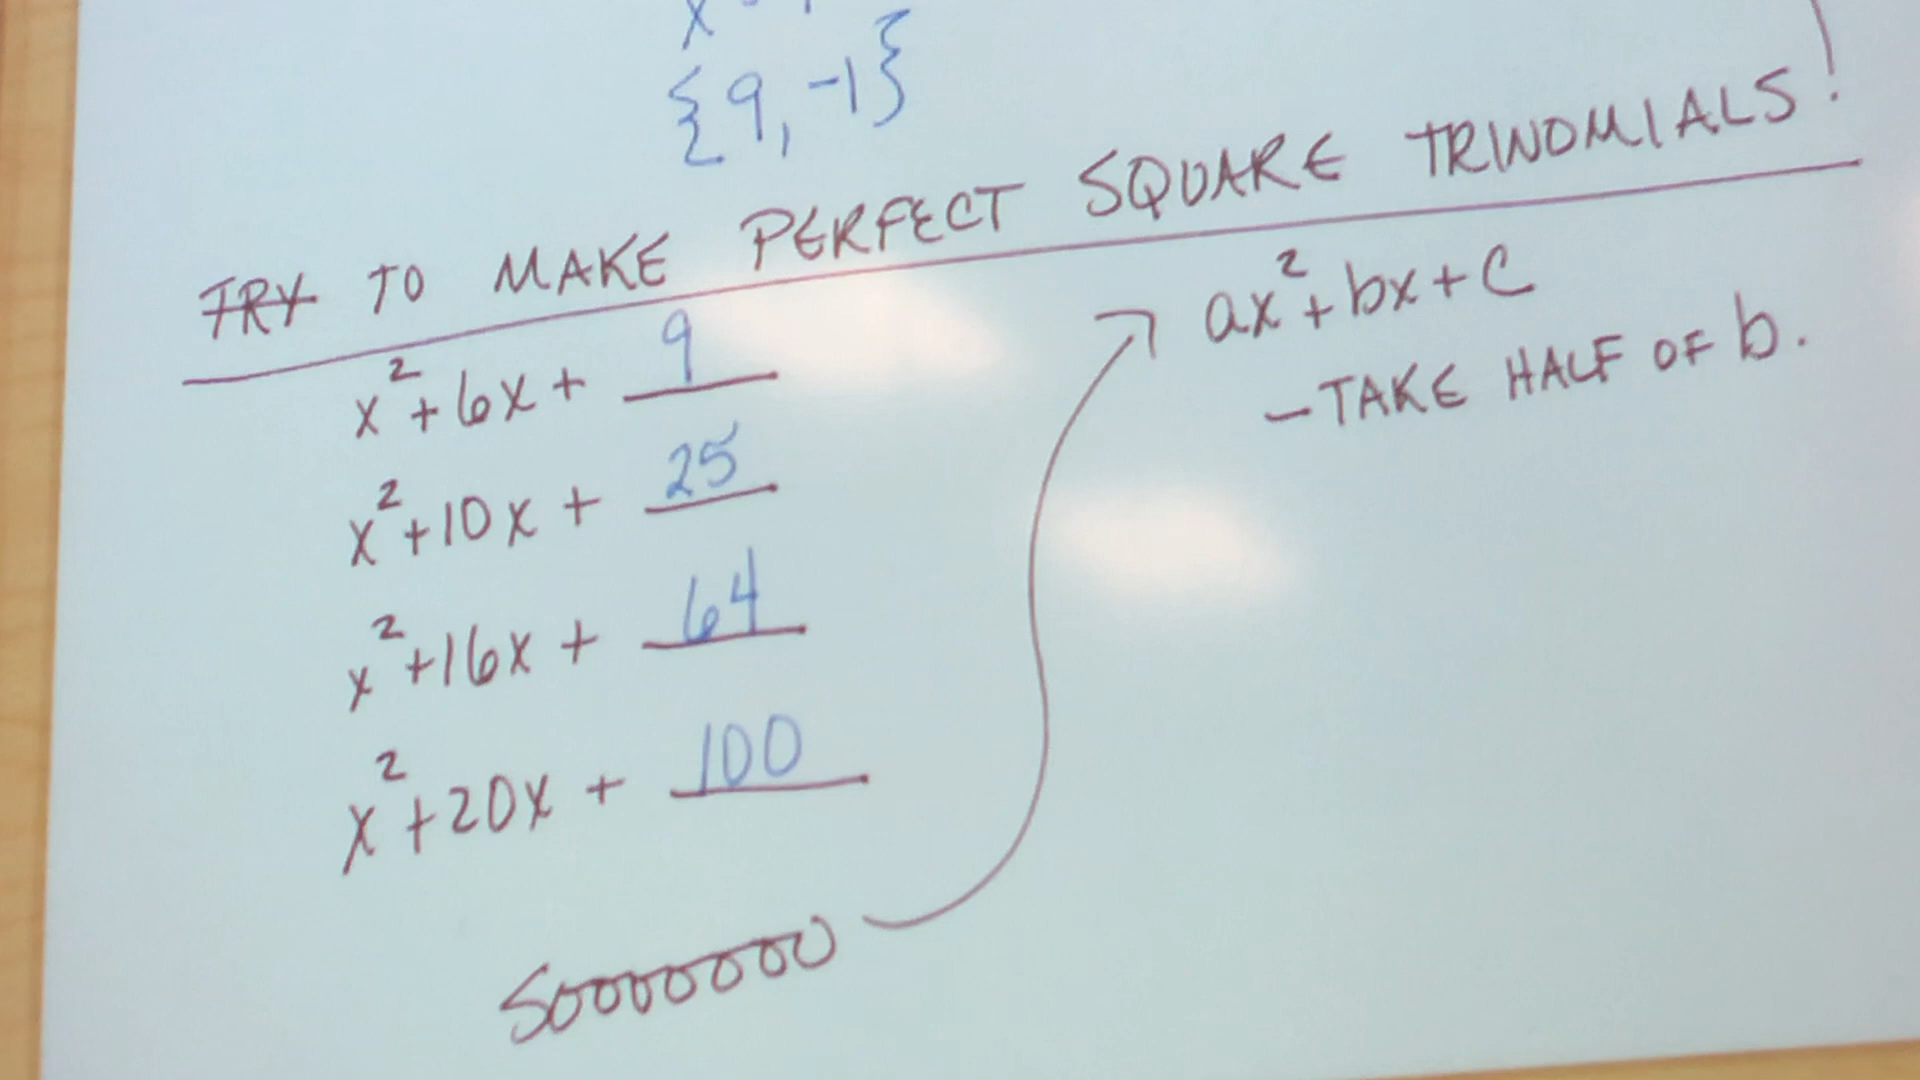 {9, -1}
TRY TO MAKE PERFECT SQUARE TRINOMIALS!
x²+6x+ 9
x²+10x+ 25
x²+16x+ 64
x²+20x+ 100
SOOOOOOO
ax²+bx+C
-TAKE HALF OF b.